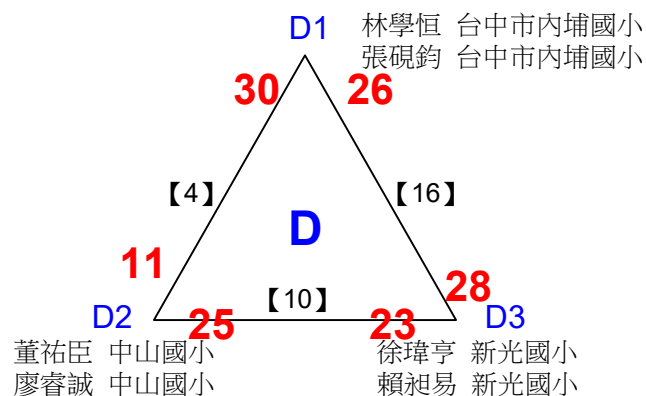 D1
林學恒 台中市內埔國小
張硯鈞 台中市內埔國小
30
26
【4】
【16】
D
11
28
【10】
D2
25
23
D3
董祐臣 中山國小
廖睿誠 中山國小
徐瑋亨 新光國小
賴昶易 新光國小